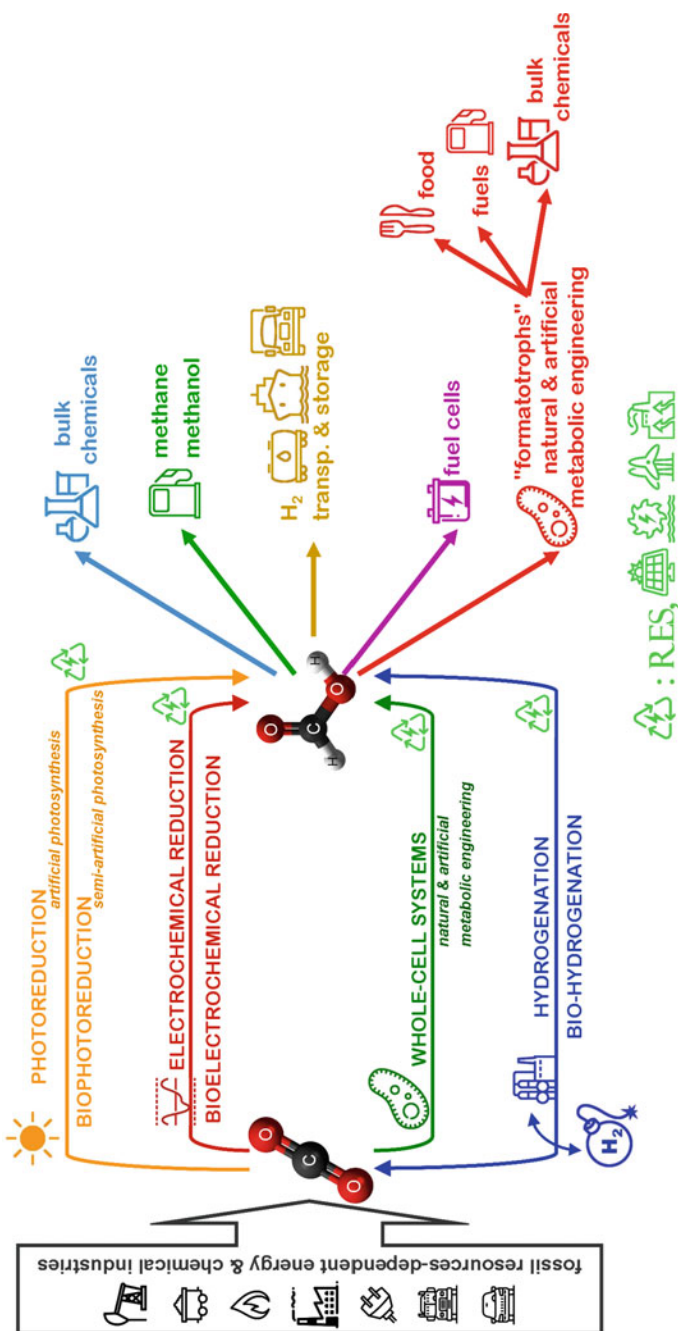 fossil resources-dependent energy & chemical industries
PHOTOREDUCTION
artificial photosynthesis
BIOPHOTOREDUCTION
semi-artificial photosynthesis
ELECTROCHEMICAL REDUCTION
BIOELECTROCHEMICAL REDUCTION
O
C
O
WHOLE-CELL SYSTEMS
natural & artificial
metabolic engineering
HYDROGENATION
BIO-HYDROGENATION
H₂
O
C
H
O
H
bulk
chemicals
methane
methanol
H₂
transp. & storage
fuel cells
"formatotrophs"
natural & artificial
metabolic engineering
food
fuels
bulk
chemicals
: RES,